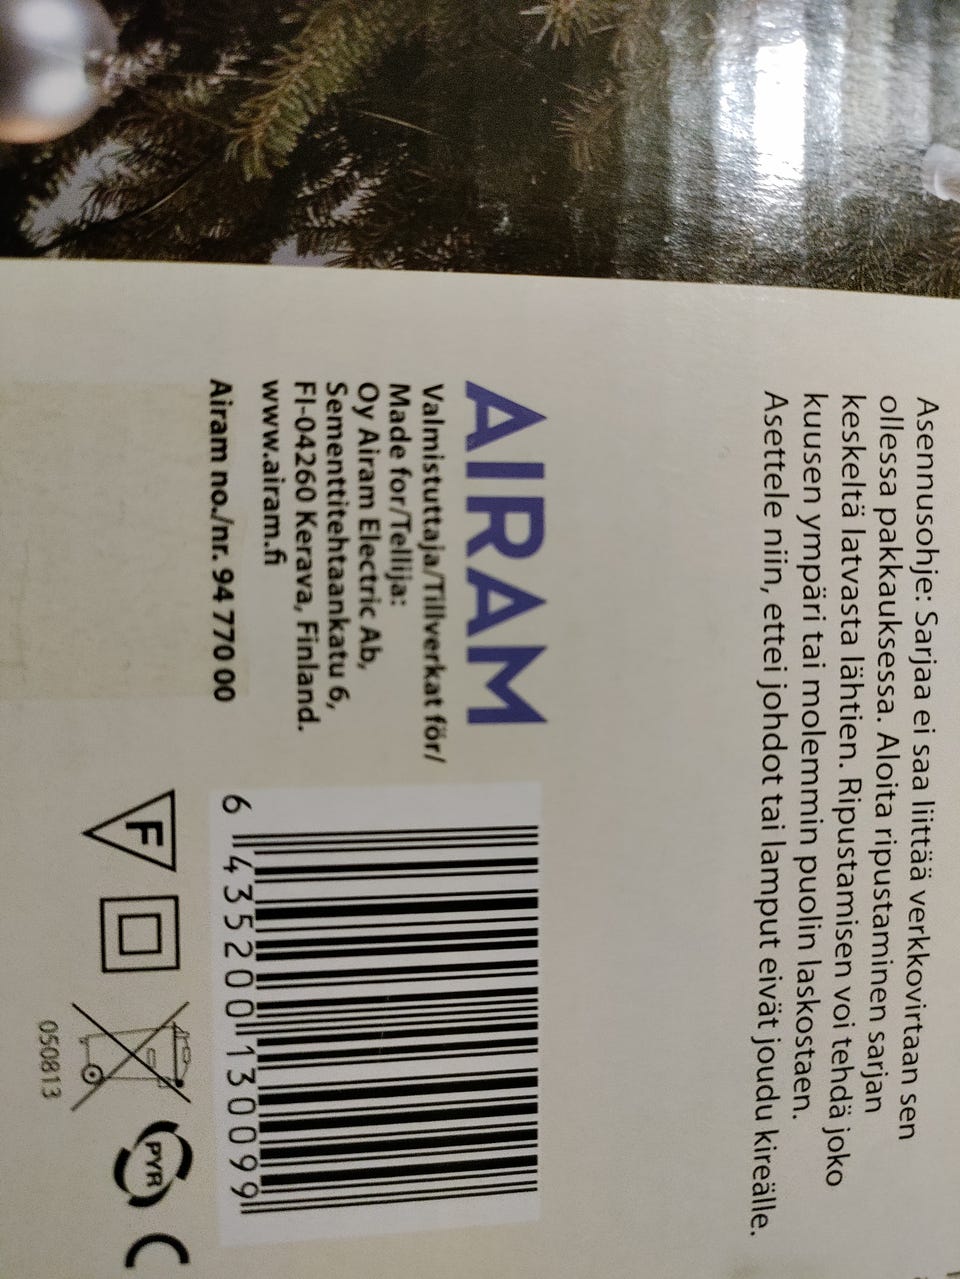 Asennusohje: Sarjaa ei saa liittää verkkovirtaan sen
ollessa pakkauksessa. Aloita ripustaminen sarjan
keskeltä latvasta lähtien. Ripustamisen voi tehdä joko
kuusen ympäri tai molemmin puolin laskostaen.
Asettele niin, ettei johdot tai lamput eivät joudu kireälle.
AIRAM
Valmistuttaja/Tillverkat för/
Made for/Tellija:
Oy Airam Electric Ab,
Sementtitehtaankatu 6,
FI-04260 Kerava, Finland.
www.airam.fi
Airam no./nr. 94 770 00
6 435200 130099
F
PYR
050813